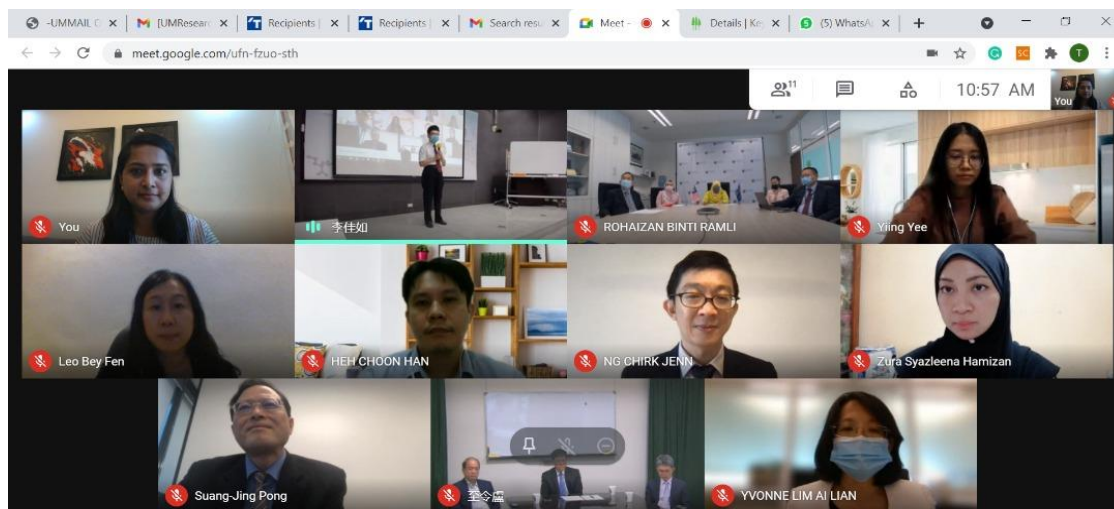 -UMMAIL
[UMResear
Recipients
Recipients
Search resu
Meet -
Details | Ke
(5) WhatsA
meet.google.com/ufn-fzuo-sth
11
10:57 AM
You
You
李佳如
ROHAIZAN BINTI RAMLI
Yiing Yee
Leo Bey Fen
HEH CHOON HAN
NG CHIRK JENN
Zura Syazleena Hamizan
Suang-Jing Pong
YVONNE LIM AI LIAN